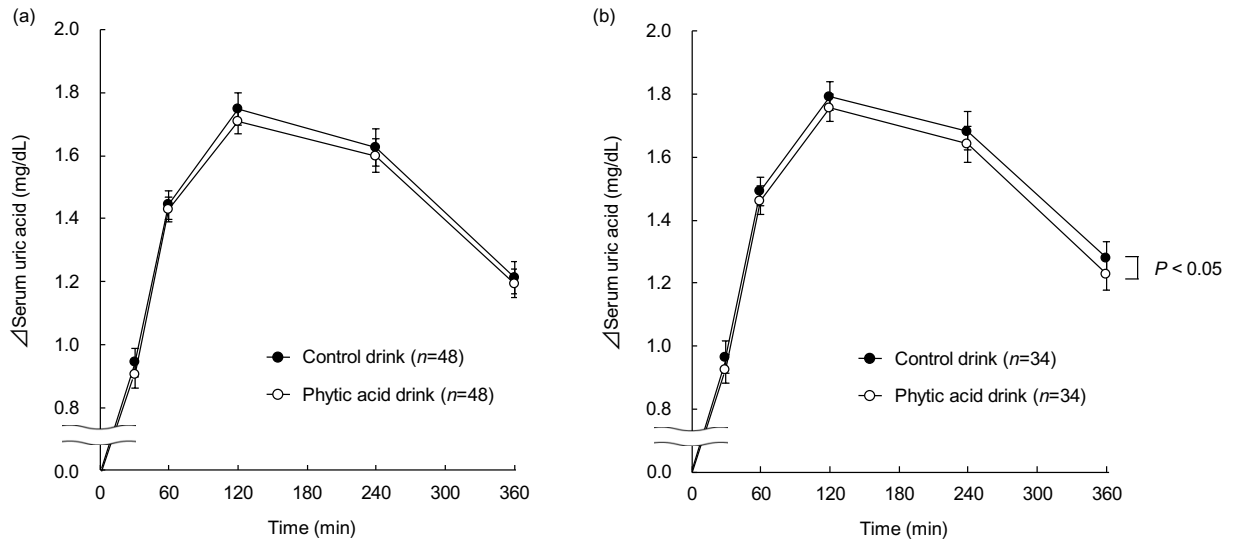 (a)
2.0
1.8
1.6
1.4
1.2
1.0
0.8
0.0
⊿Serum uric acid (mg/dL)
Control drink (n=48)
Phytic acid drink (n=48)
0 60 120 180 240 300 360
Time (min)
(b)
2.0
1.8
1.6
1.4
1.2
1.0
0.8
0.0
⊿Serum uric acid (mg/dL)
P < 0.05
Control drink (n=34)
Phytic acid drink (n=34)
0 60 120 180 240 300 360
Time (min)